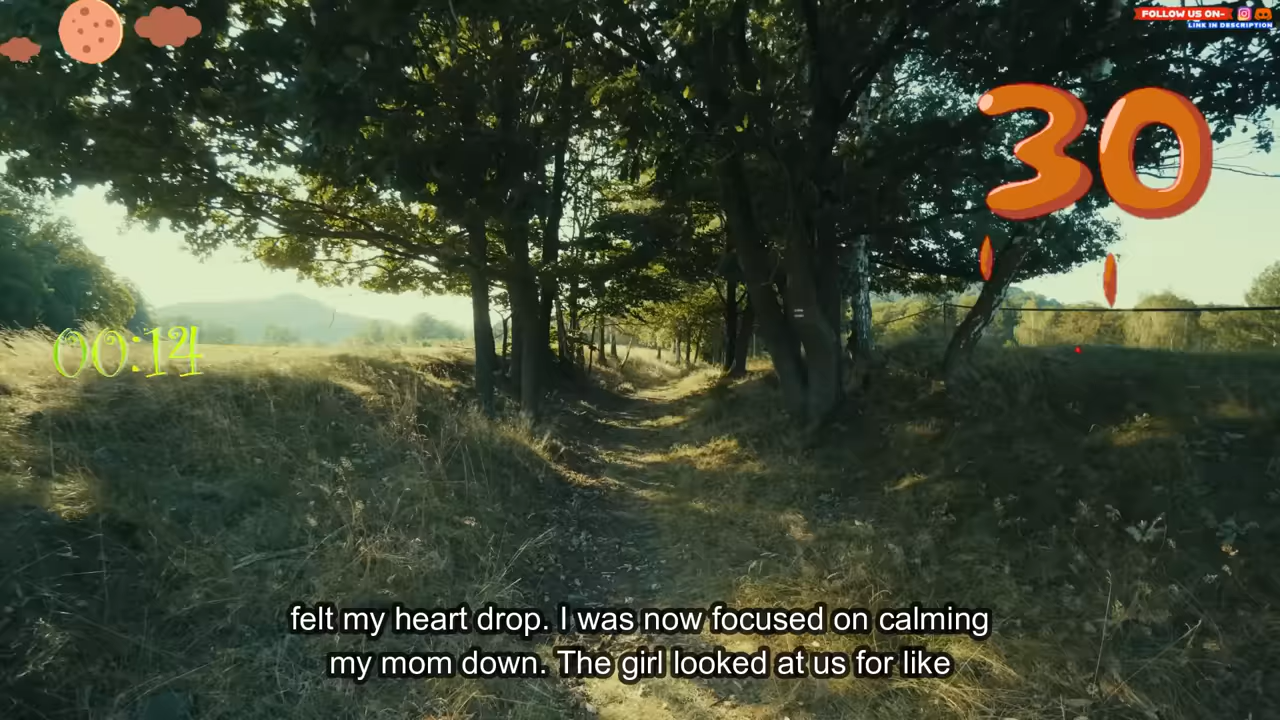 FOLLOW US ON-
LINK IN DESCRIPTION
30
00:14
felt my heart drop. I was now focused on calming
my mom down. The girl looked at us for like